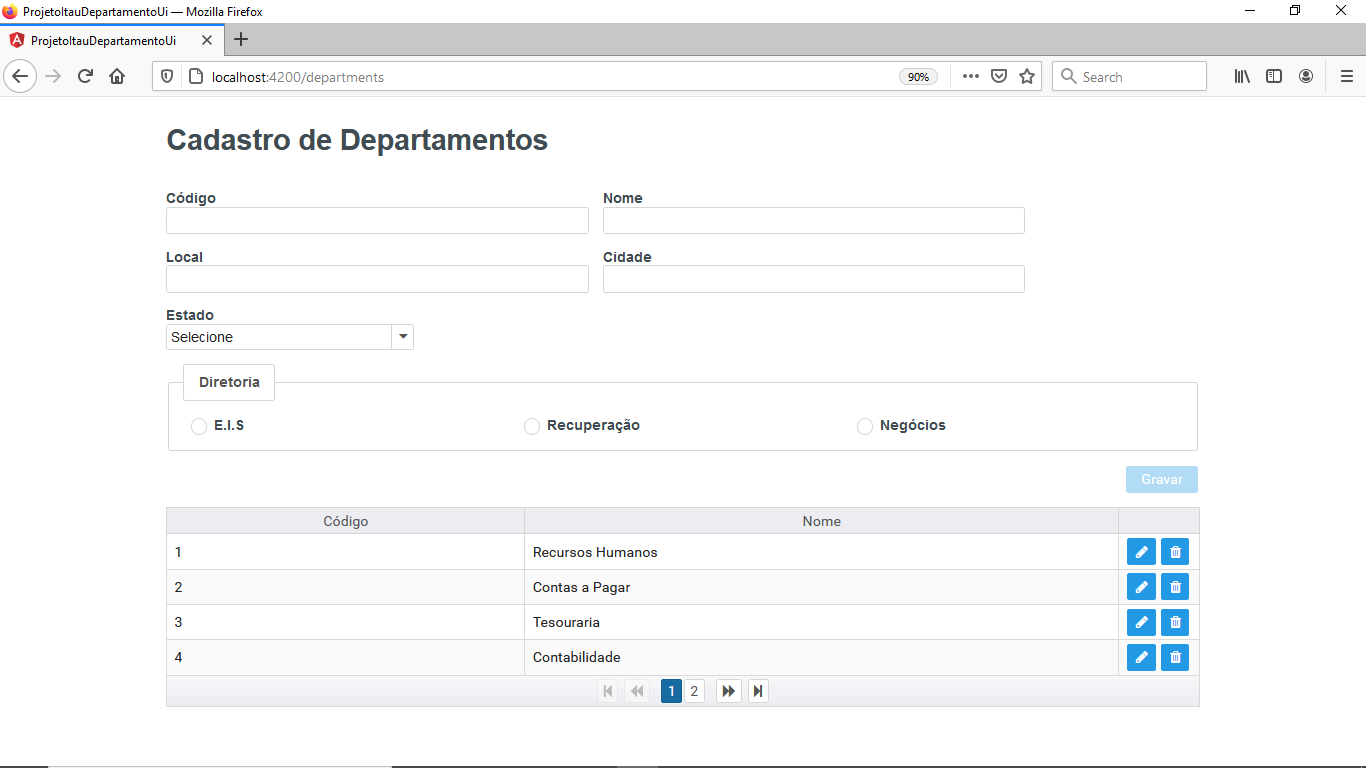 ProjetoItauDepartamentoUi — Mozilla Firefox
ProjetoItauDepartamentoUi
localhost:4200/departments
90%
Search
Cadastro de Departamentos
Código
Nome
Local
Cidade
Estado
Selecione
Diretoria
E.I.S
Recuperação
Negócios
Gravar
Código Nome
1 Recursos Humanos
2 Contas a Pagar
3 Tesouraria
4 Contabilidade
1 2